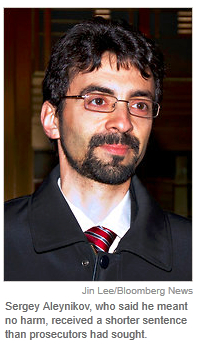 Jin Lee/Bloomberg News
Sergey Aleynikov, who said he meant
no harm, received a shorter sentence
than prosecutors had sought.